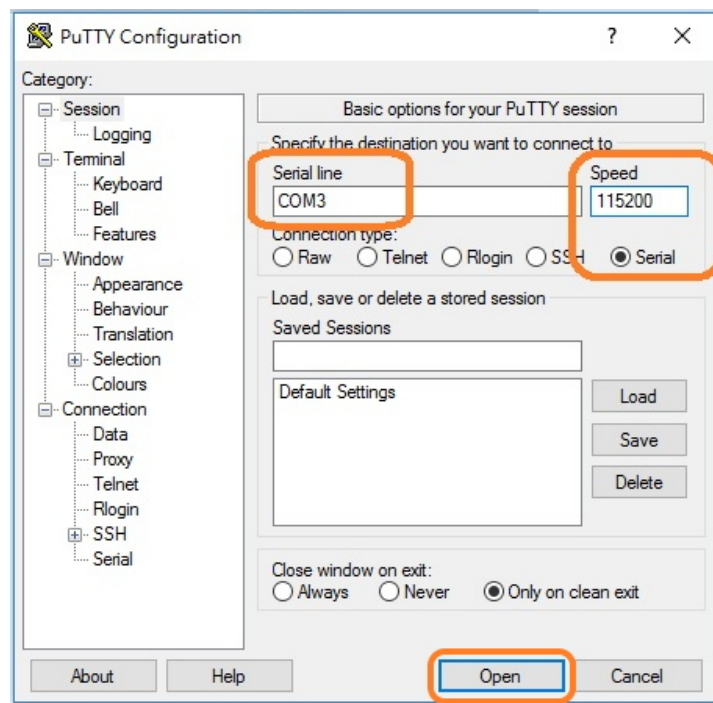 PuTTY Configuration
Category:
Session
Logging
Terminal
Keyboard
Bell
Features
Window
Appearance
Behaviour
Translation
Selection
Colours
Connection
Data
Proxy
Telnet
Rlogin
SSH
Serial
Basic options for your PuTTY session
Specify the destination you want to connect to
Serial line
Speed
COM3
115200
Connection type:
Raw Telnet Rlogin SSH Serial
Load, save or delete a stored session
Saved Sessions
Default Settings
Load
Save
Delete
Close window on exit:
Always Never Only on clean exit
About Help Open Cancel